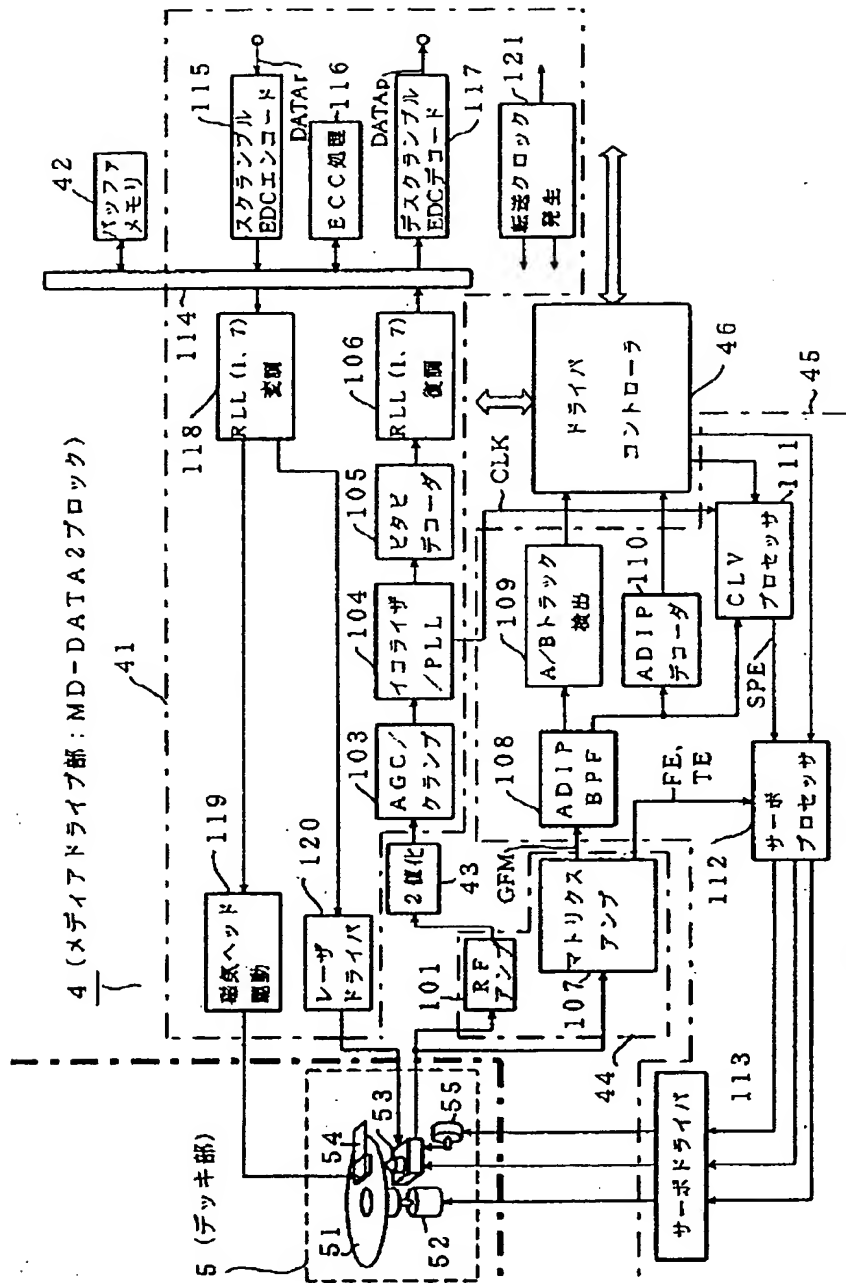 4 (メディアドライブ部:MD-DATA2ブロック)
41
42
バッファ
メモリ
114
スクランブル
EDCエンコード
115
DATAr
ECC処理
116
デスクランブル
EDCデコード
DATAp
117
転送クロック
発生
121
118
RLL(1、7)
変調
106
RLL(1、7)
復調
105
ビタビ
デコーダ
104
イコライザ
/PLL
103
AGC/
クランプ
43
2値化
119
磁気ヘッド
駆動
120
レーザ
ドライバ
101
RF
アンプ
107
マトリクス
アンプ
44
GFM
108
ADIP
BPF
109
A/Bトラック
検出
110
ADIP
デコーダ
CLK
ドライバ
コントローラ
46
45
CLV
プロセッサ
111
SPE
FE、
TE
112
サーボ
プロセッサ
113
サーボドライバ
5 (デッキ部)
51
52
53
54
55